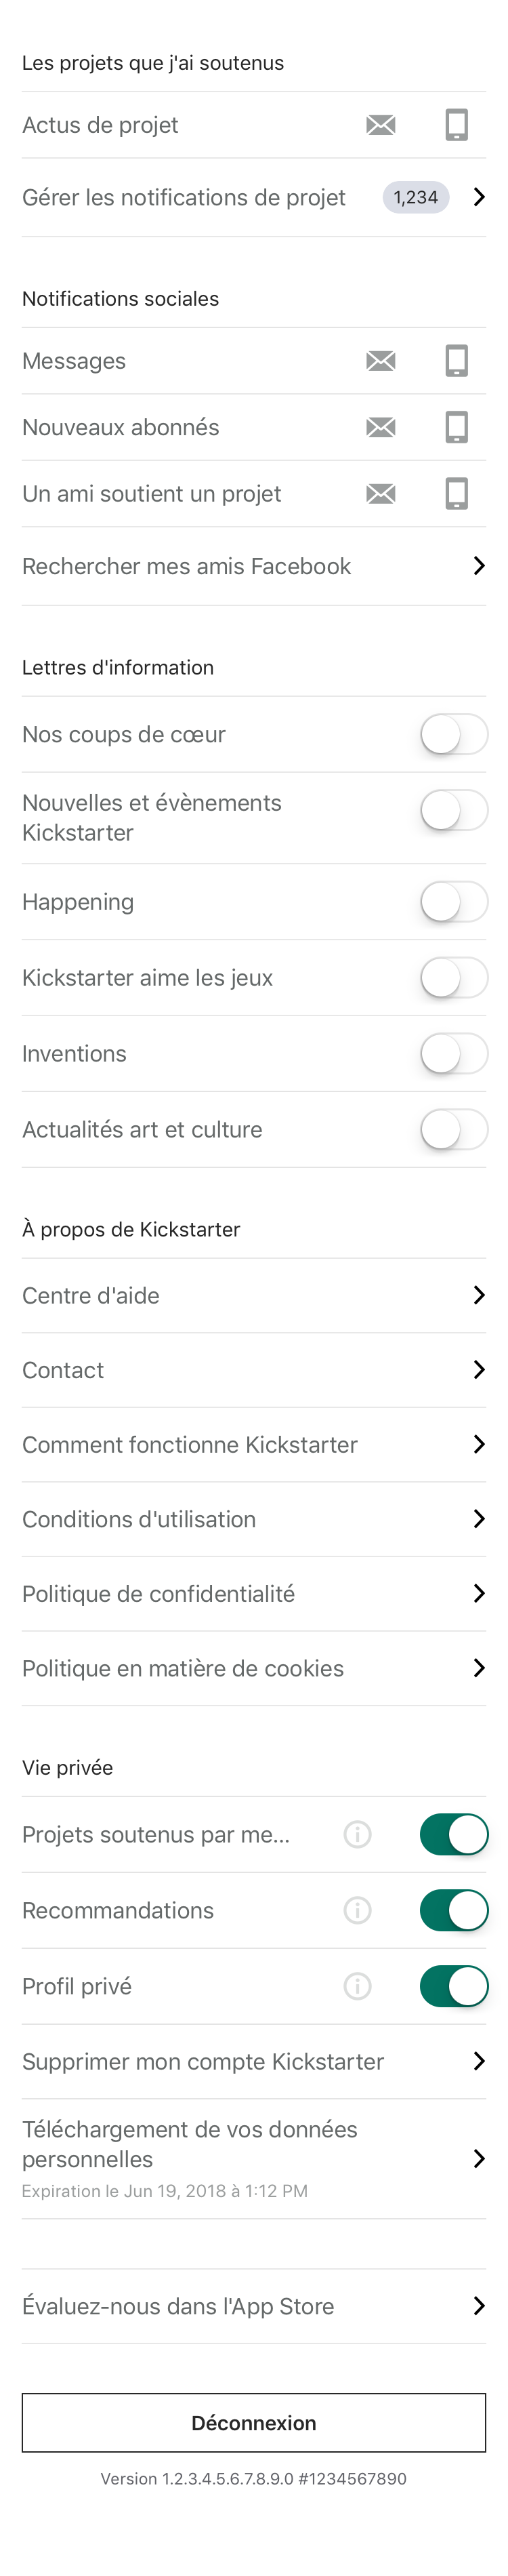 Les projets que j'ai soutenus
Actus de projet
Gérer les notifications de projet 1,234
Notifications sociales
Messages
Nouveaux abonnés
Un ami soutient un projet
Rechercher mes amis Facebook
Lettres d'information
Nos coups de cœur
Nouvelles et évènements
Kickstarter
Happening
Kickstarter aime les jeux
Inventions
Actualités art et culture
À propos de Kickstarter
Centre d'aide
Contact
Comment fonctionne Kickstarter
Conditions d'utilisation
Politique de confidentialité
Politique en matière de cookies
Vie privée
Projets soutenus par me...
Recommandations
Profil privé
Supprimer mon compte Kickstarter
Téléchargement de vos données
personnelles
Expiration le Jun 19, 2018 à 1:12 PM
Évaluez-nous dans l'App Store
Déconnexion
Version 1.2.3.4.5.6.7.8.9.0 #1234567890